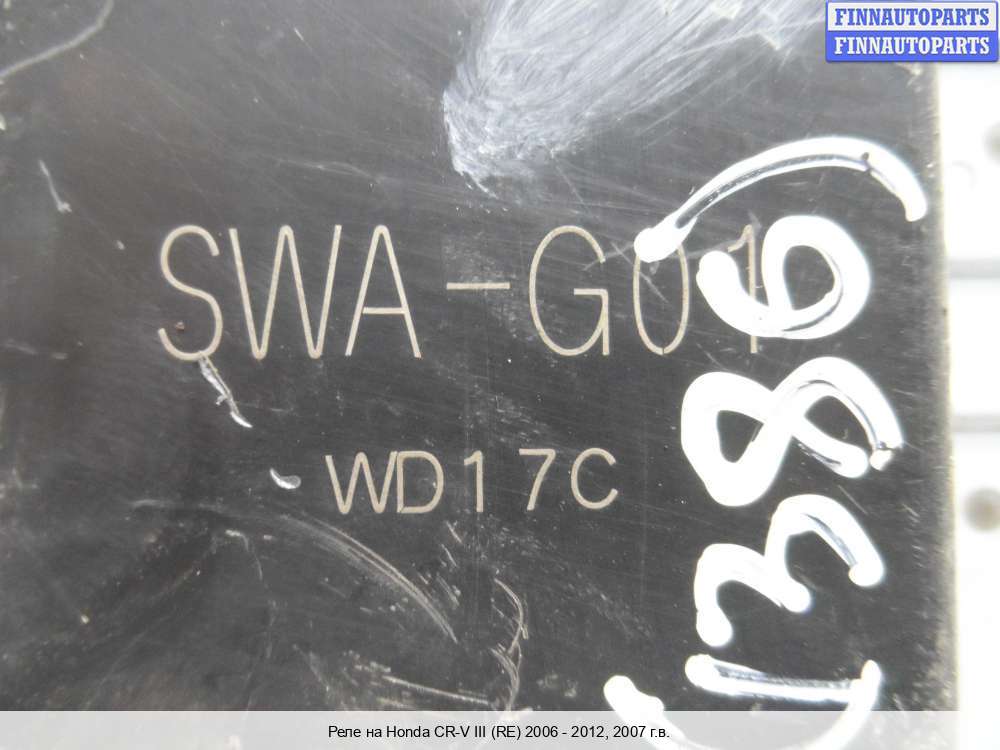 FINNAUTOPARTS
FINNAUTOPARTS
SWA-G01
WD17C
(1386)
Реле на Honda CR-V III (RE) 2006 - 2012, 2007 г.в.